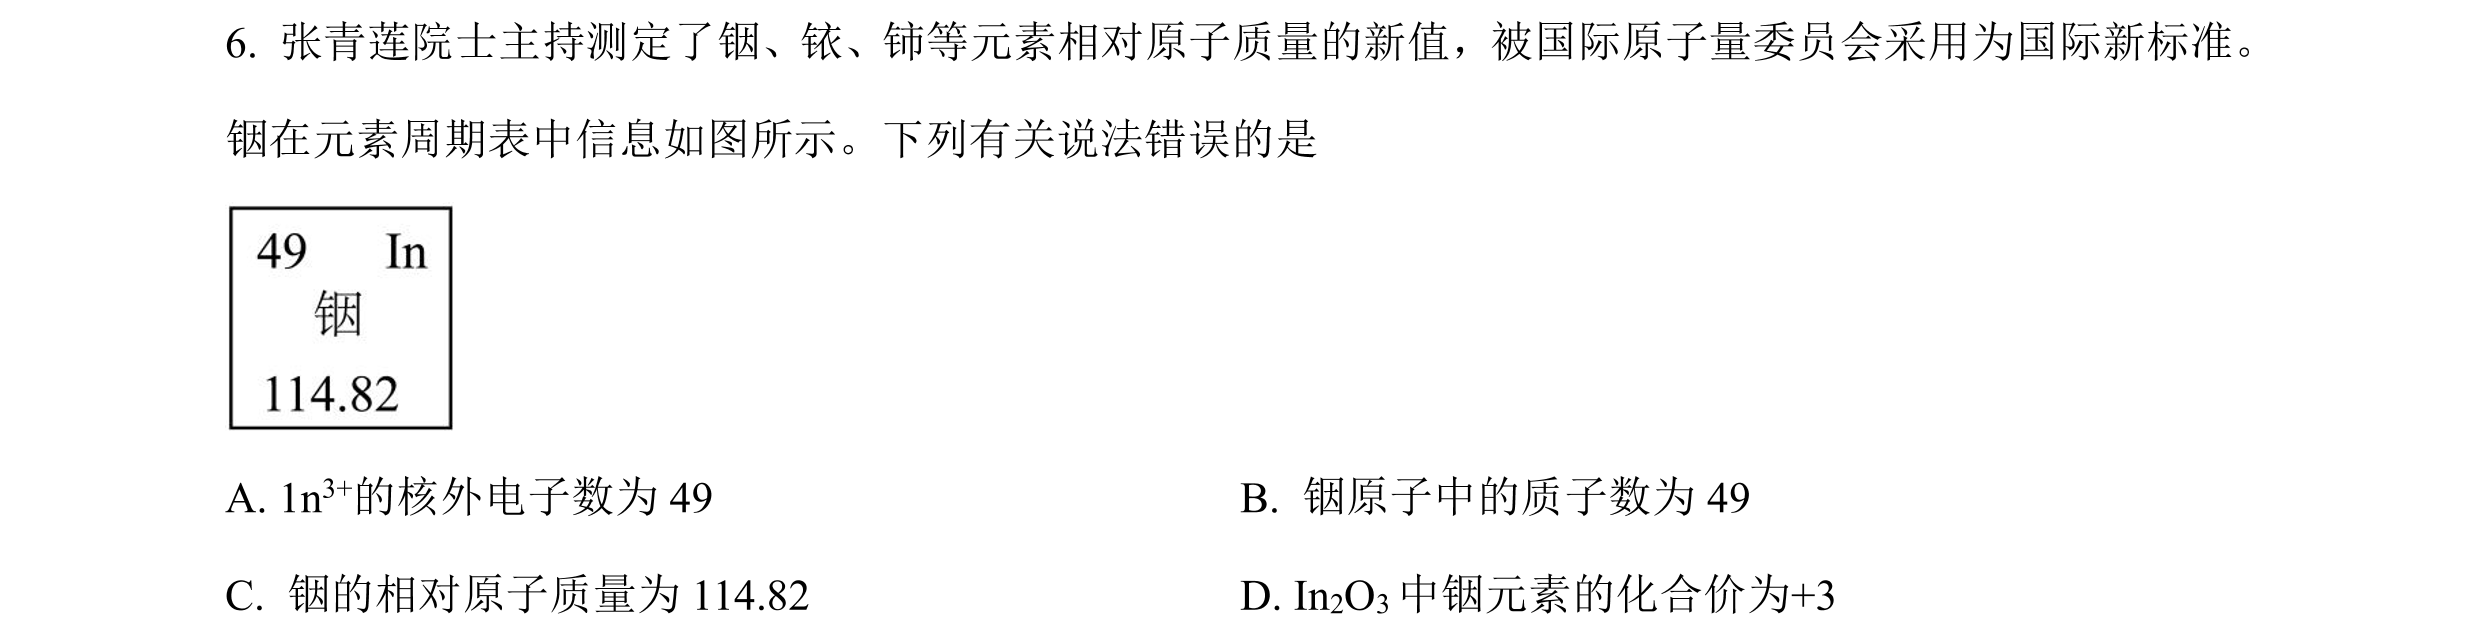 6. 张青莲院士主持测定了铟、铱、铈等元素相对原子质量的新值，被国际原子量委员会采用为国际新标准。
铟在元素周期表中信息如图所示。下列有关说法错误的是
49 In
铟
114.82
A. 1n³⁺的核外电子数为 49 B. 铟原子中的质子数为 49
C. 铟的相对原子质量为 114.82 D. In₂O₃ 中铟元素的化合价为+3